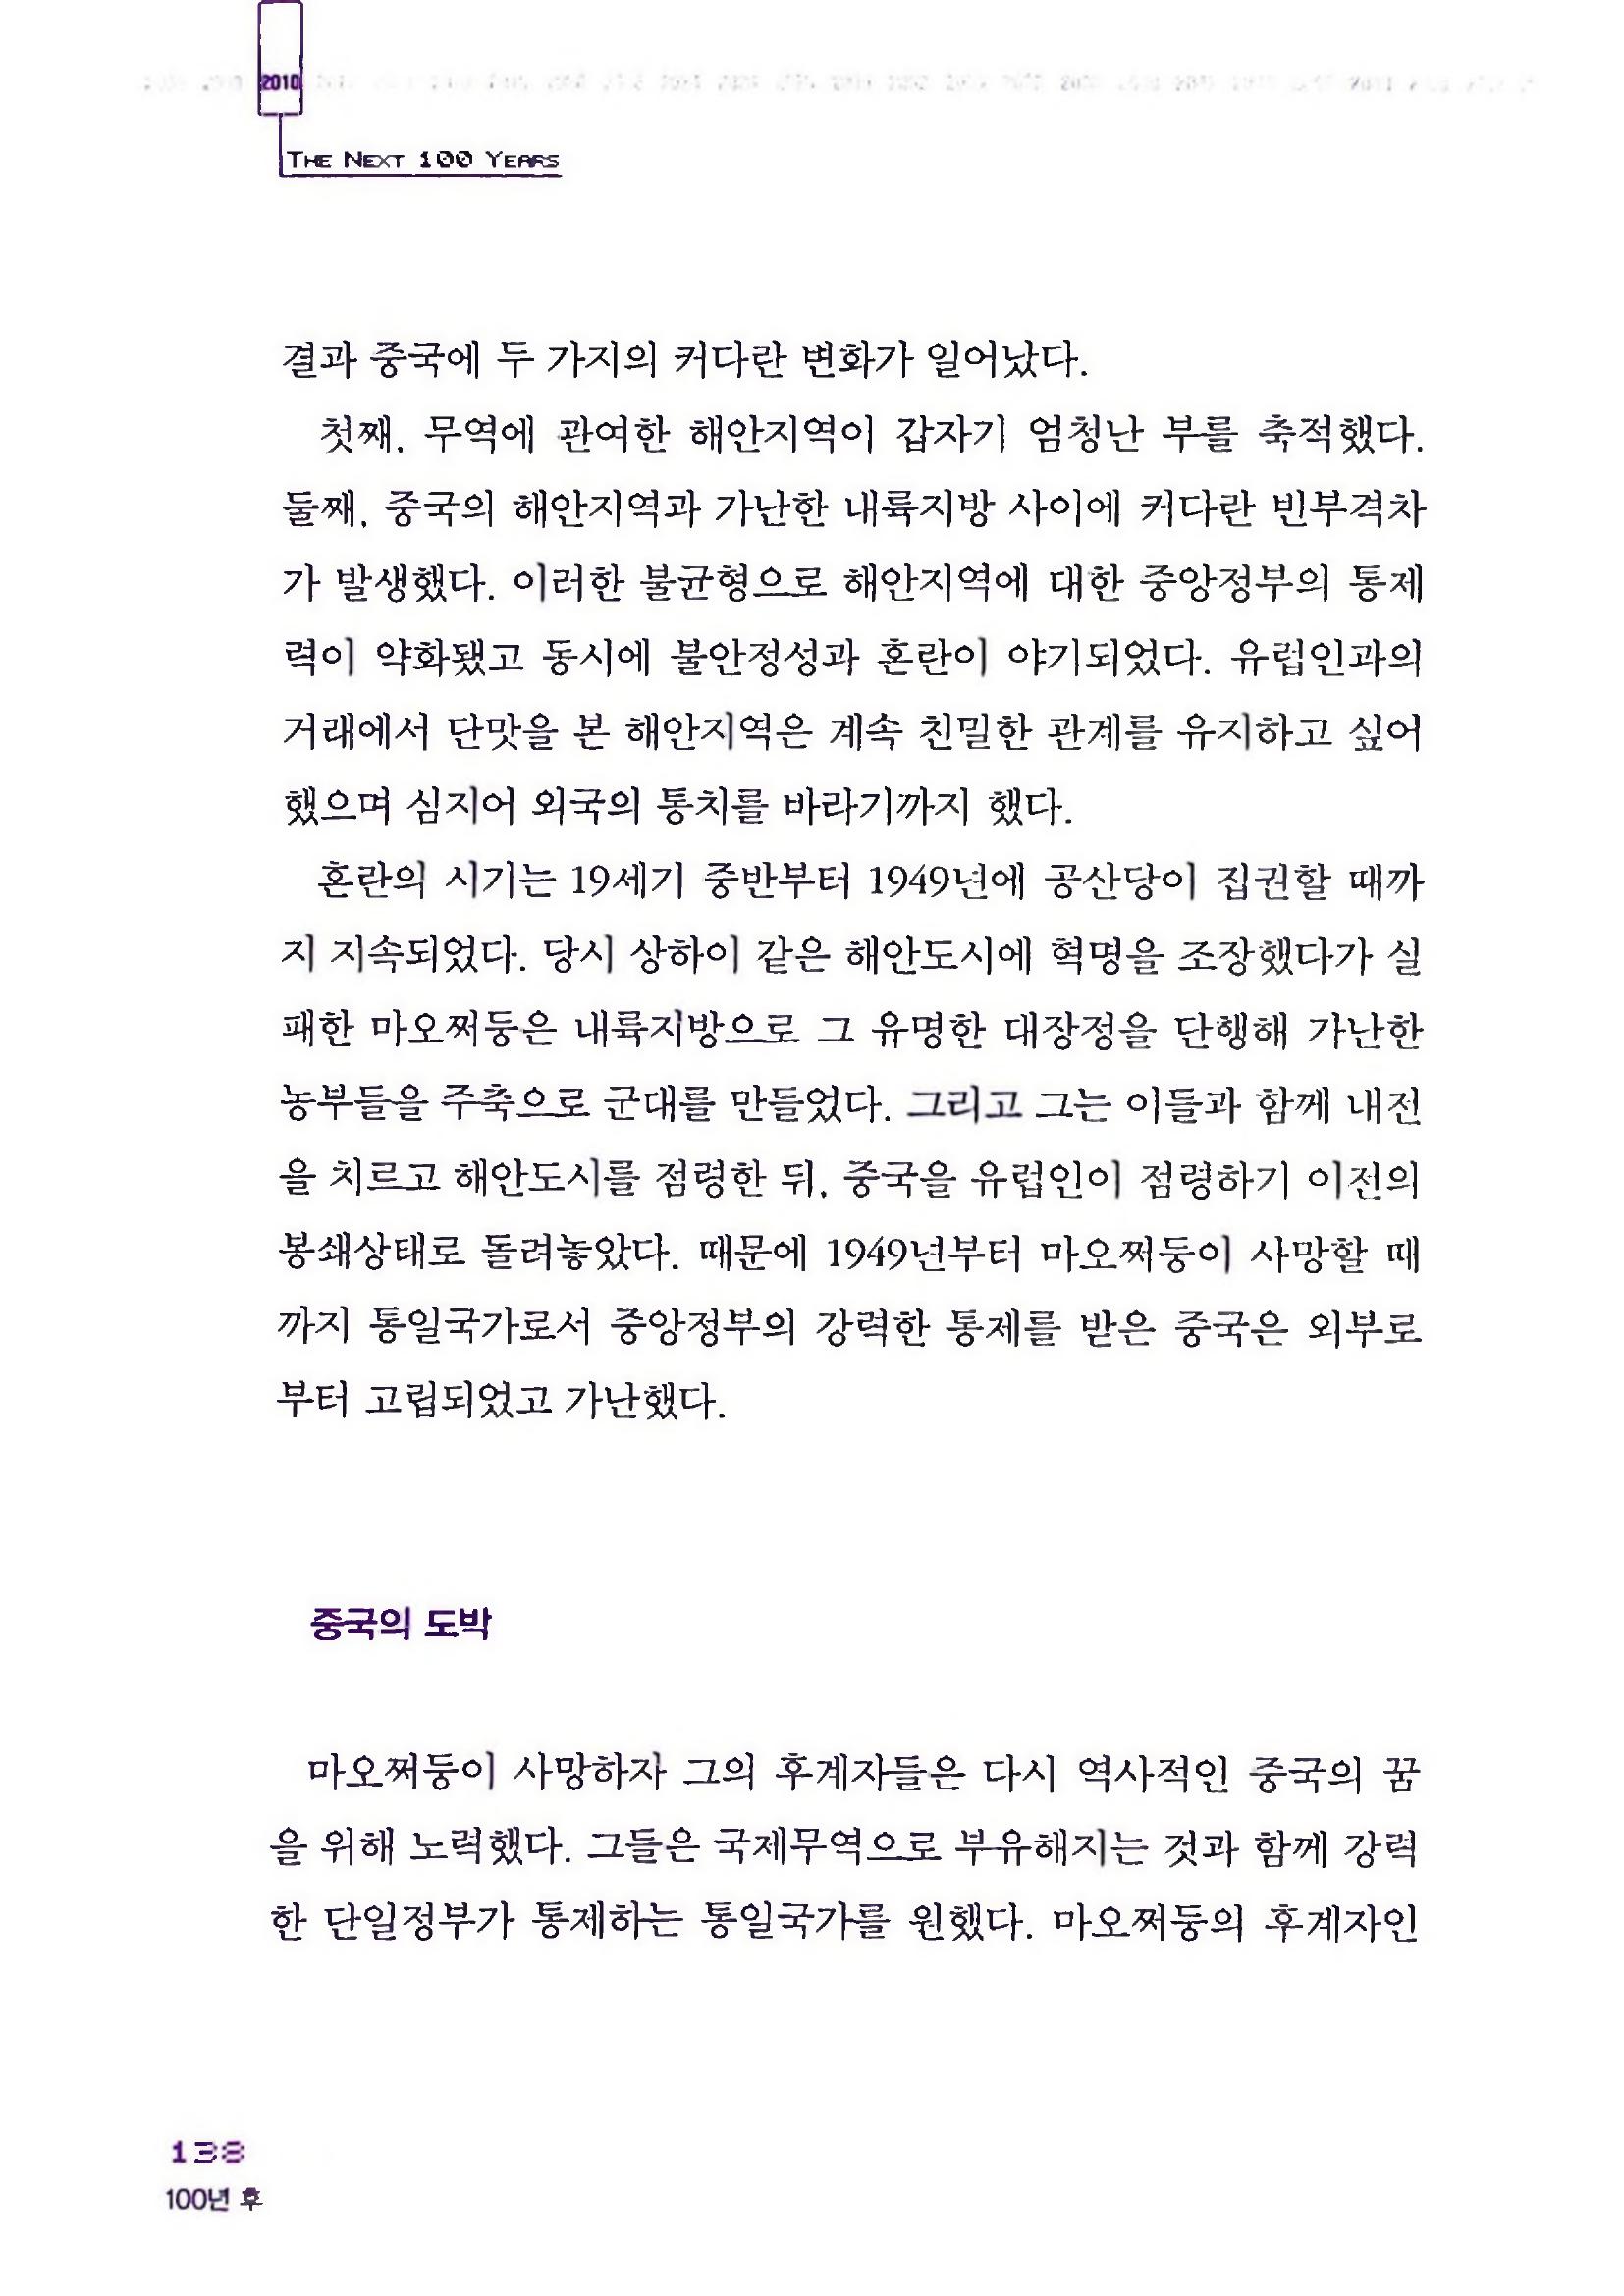 2010
THE NEXT 100 YEARS
결과 중국에 두 가지의 커다란 변화가 일어났다.
첫째, 무역에 관여한 해안지역이 갑자기 엄청난 부를 축적했다.
둘째, 중국의 해안지역과 가난한 내륙지방 사이에 커다란 빈부격차
가 발생했다. 이러한 불균형으로 해안지역에 대한 중앙정부의 통제
력이 약화됐고 동시에 불안정성과 혼란이 야기되었다. 유럽인과의
거래에서 단맛을 본 해안지역은 계속 친밀한 관계를 유지하고 싶어
했으며 심지어 외국의 통치를 바라기까지 했다.
혼란의 시기는 19세기 중반부터 1949년에 공산당이 집권할 때까
지 지속되었다. 당시 상하이 같은 해안도시에 혁명을 조장했다가 실
패한 마오쩌둥은 내륙지방으로 그 유명한 대장정을 단행해 가난한
농부들을 주축으로 군대를 만들었다. 그리고 그는 이들과 함께 내전
을 치르고 해안도시를 점령한 뒤, 중국을 유럽인이 점령하기 이전의
봉쇄상태로 돌려놓았다. 때문에 1949년부터 마오쩌둥이 사망할 때
까지 통일국가로서 중앙정부의 강력한 통제를 받은 중국은 외부로
부터 고립되었고 가난했다.
중국의 도박
마오쩌둥이 사망하자 그의 후계자들은 다시 역사적인 중국의 꿈
을 위해 노력했다. 그들은 국제무역으로 부유해지는 것과 함께 강력
한 단일정부가 통제하는 통일국가를 원했다. 마오쩌둥의 후계자인
138
100년 후